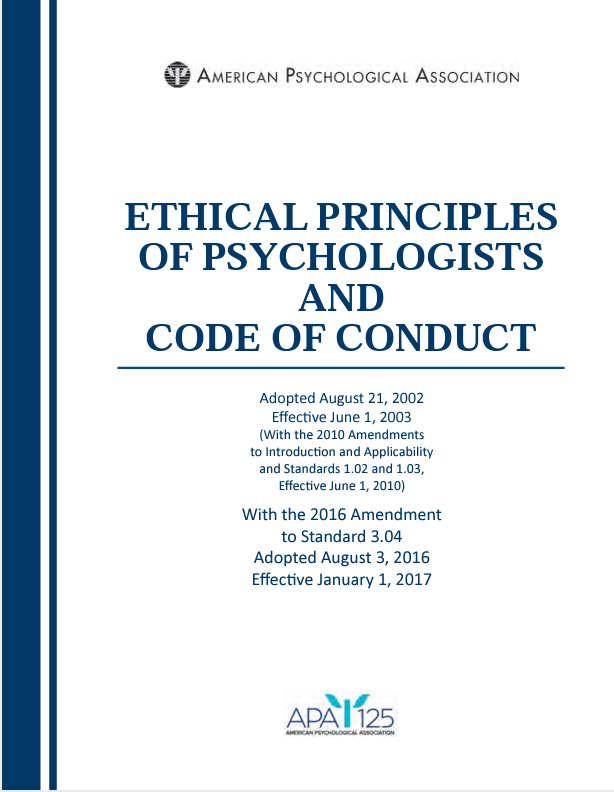 AMERICAN PSYCHOLOGICAL ASSOCIATION
ETHICAL PRINCIPLES
OF PSYCHOLOGISTS
AND
CODE OF CONDUCT
Adopted August 21, 2002
Effective June 1, 2003
(With the 2010 Amendments
to Introduction and Applicability
and Standards 1.02 and 1.03,
Effective June 1, 2010)
With the 2016 Amendment
to Standard 3.04
Adopted August 3, 2016
Effective January 1, 2017
APA 125
AMERICAN PSYCHOLOGICAL ASSOCIATION